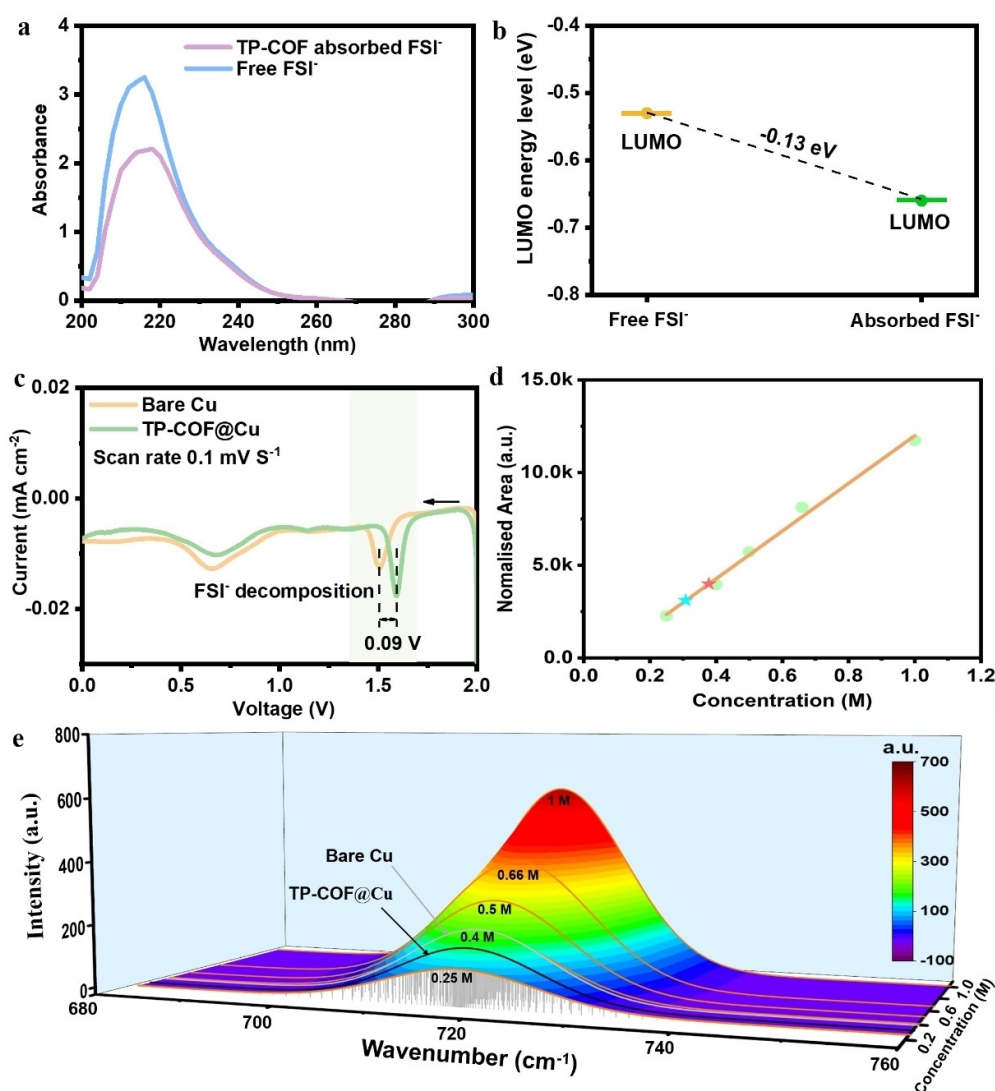 a
4
3
2
1
0
Absorbance
TP-COF absorbed FSI-
Free FSI-
200 220 240 260 280 300
Wavelength (nm)
b
-0.4
-0.5
-0.6
-0.7
-0.8
LUMO energy level (eV)
LUMO
-0.13 eV
LUMO
Free FSI-
Absorbed FSI-
c
0.02
0.00
-0.02
Current (mA cm-2)
Bare Cu
TP-COF@Cu
Scan rate 0.1 mV S-1
FSI- decomposition
0.09 V
0.0 0.5 1.0 1.5 2.0
Voltage (V)
d
15.0k
10.0k
5.0k
0.0
Nomalised Area (a.u.)
0.0 0.2 0.4 0.6 0.8 1.0 1.2
Concentration (M)
e
800
600
400
200
0
Intensity (a.u.)
Bare Cu
TP-COF@Cu
1 M
0.66 M
0.5 M
0.4 M
0.25 M
a.u.
700
500
300
100
-100
680
700
720
740
760
Wavenumber (cm-1)
0.2
0.6
1.0
Concentration (M)